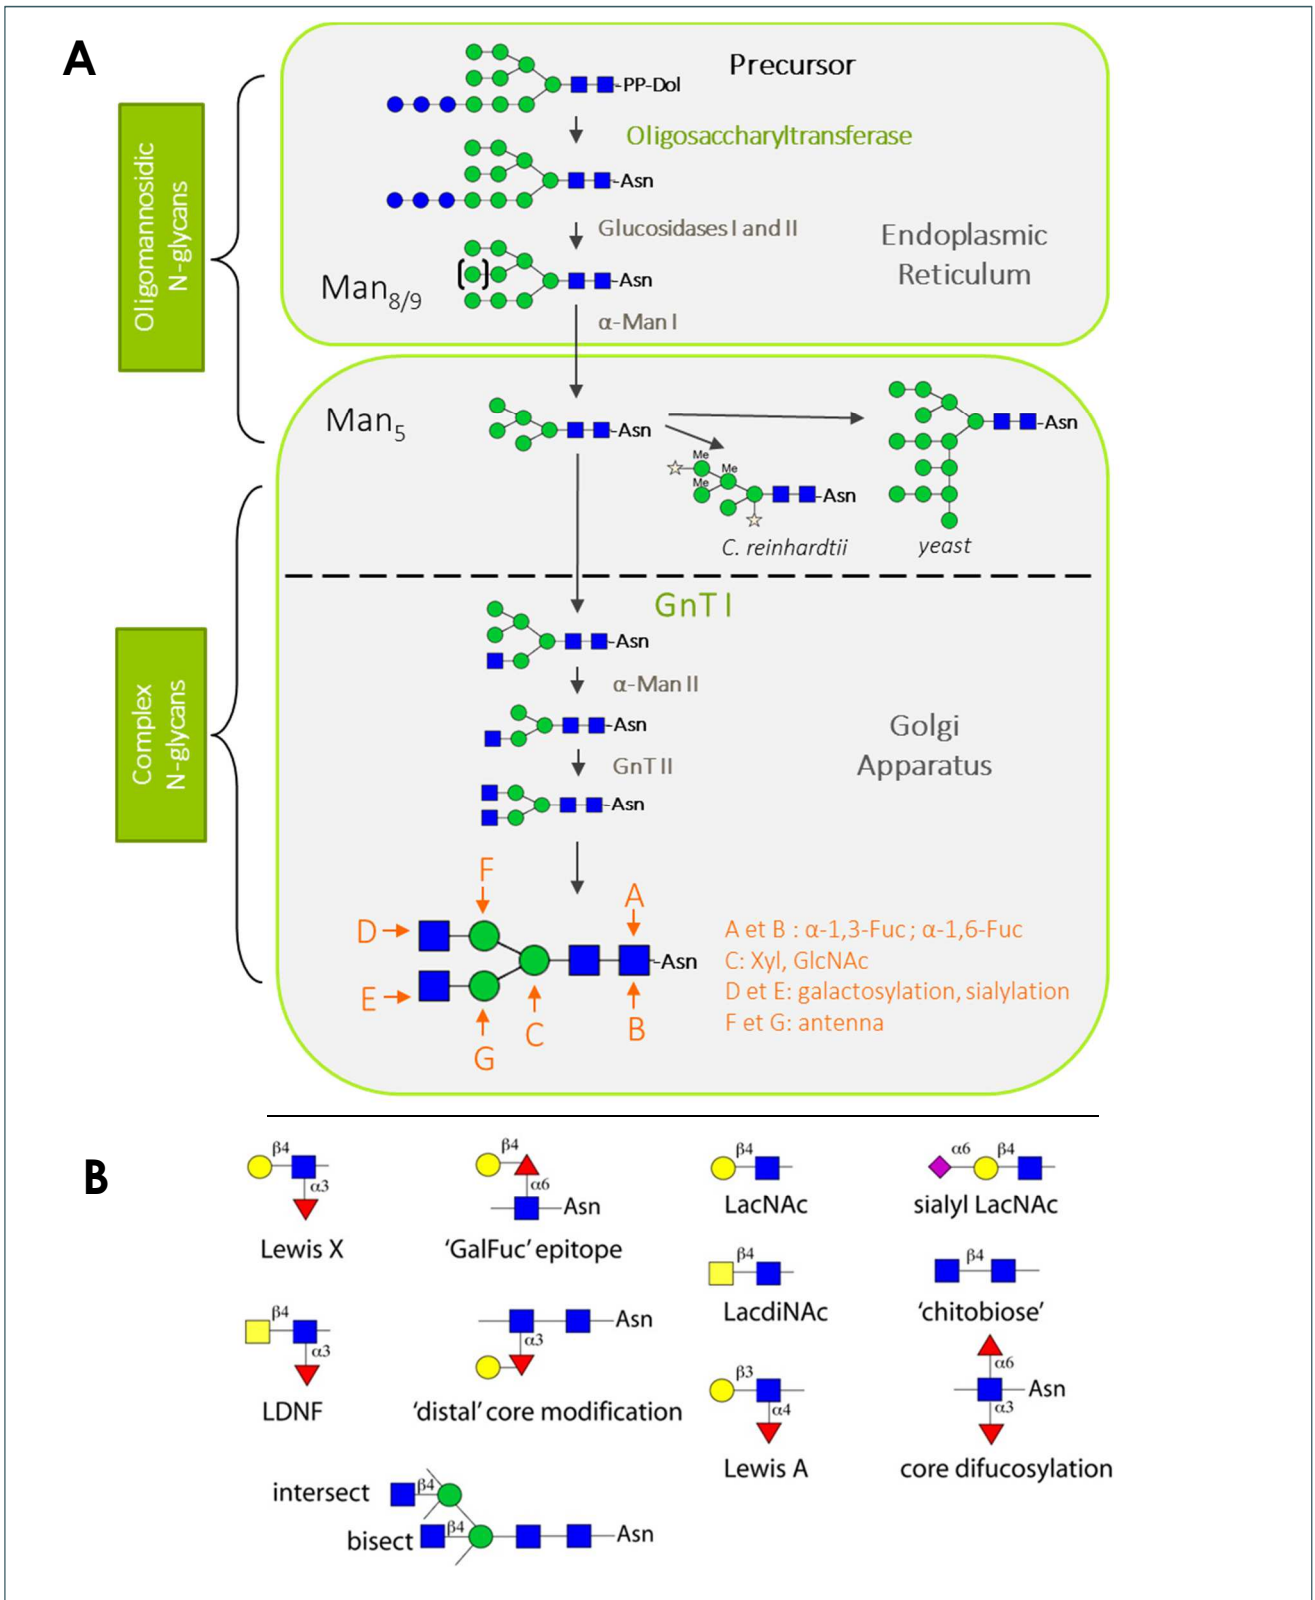 A
Precursor
PP-Dol
Oligosaccharyltransferase
Asn
Glucosidases I and II
Endoplasmic
Reticulum
Asn
Man8/9
α-Man I
Oligomannosidic
N-glycans
Man5
Asn
Asn
Me
Me
Me
Asn
C. reinhardtii
yeast
GnT I
Asn
α-Man II
Asn
GnT II
Asn
Golgi
Apparatus
Complex
N-glycans
F
A
D
Asn
E
C
B
G
A et B : α-1,3-Fuc ; α-1,6-Fuc
C: Xyl, GlcNAc
D et E: galactosylation, sialylation
F et G: antenna
B
β4
α3
Lewis X
β4
α6
Asn
'GalFuc' epitope
β4
LacNAc
α6 β4
sialyl LacNAc
β4
LacdiNAc
β4
'chitobiose'
β4
α3
LDNF
Asn
α3
'distal' core modification
β3
α4
Lewis A
α6
Asn
α3
core difucosylation
intersect
β4
bisect
β4
Asn